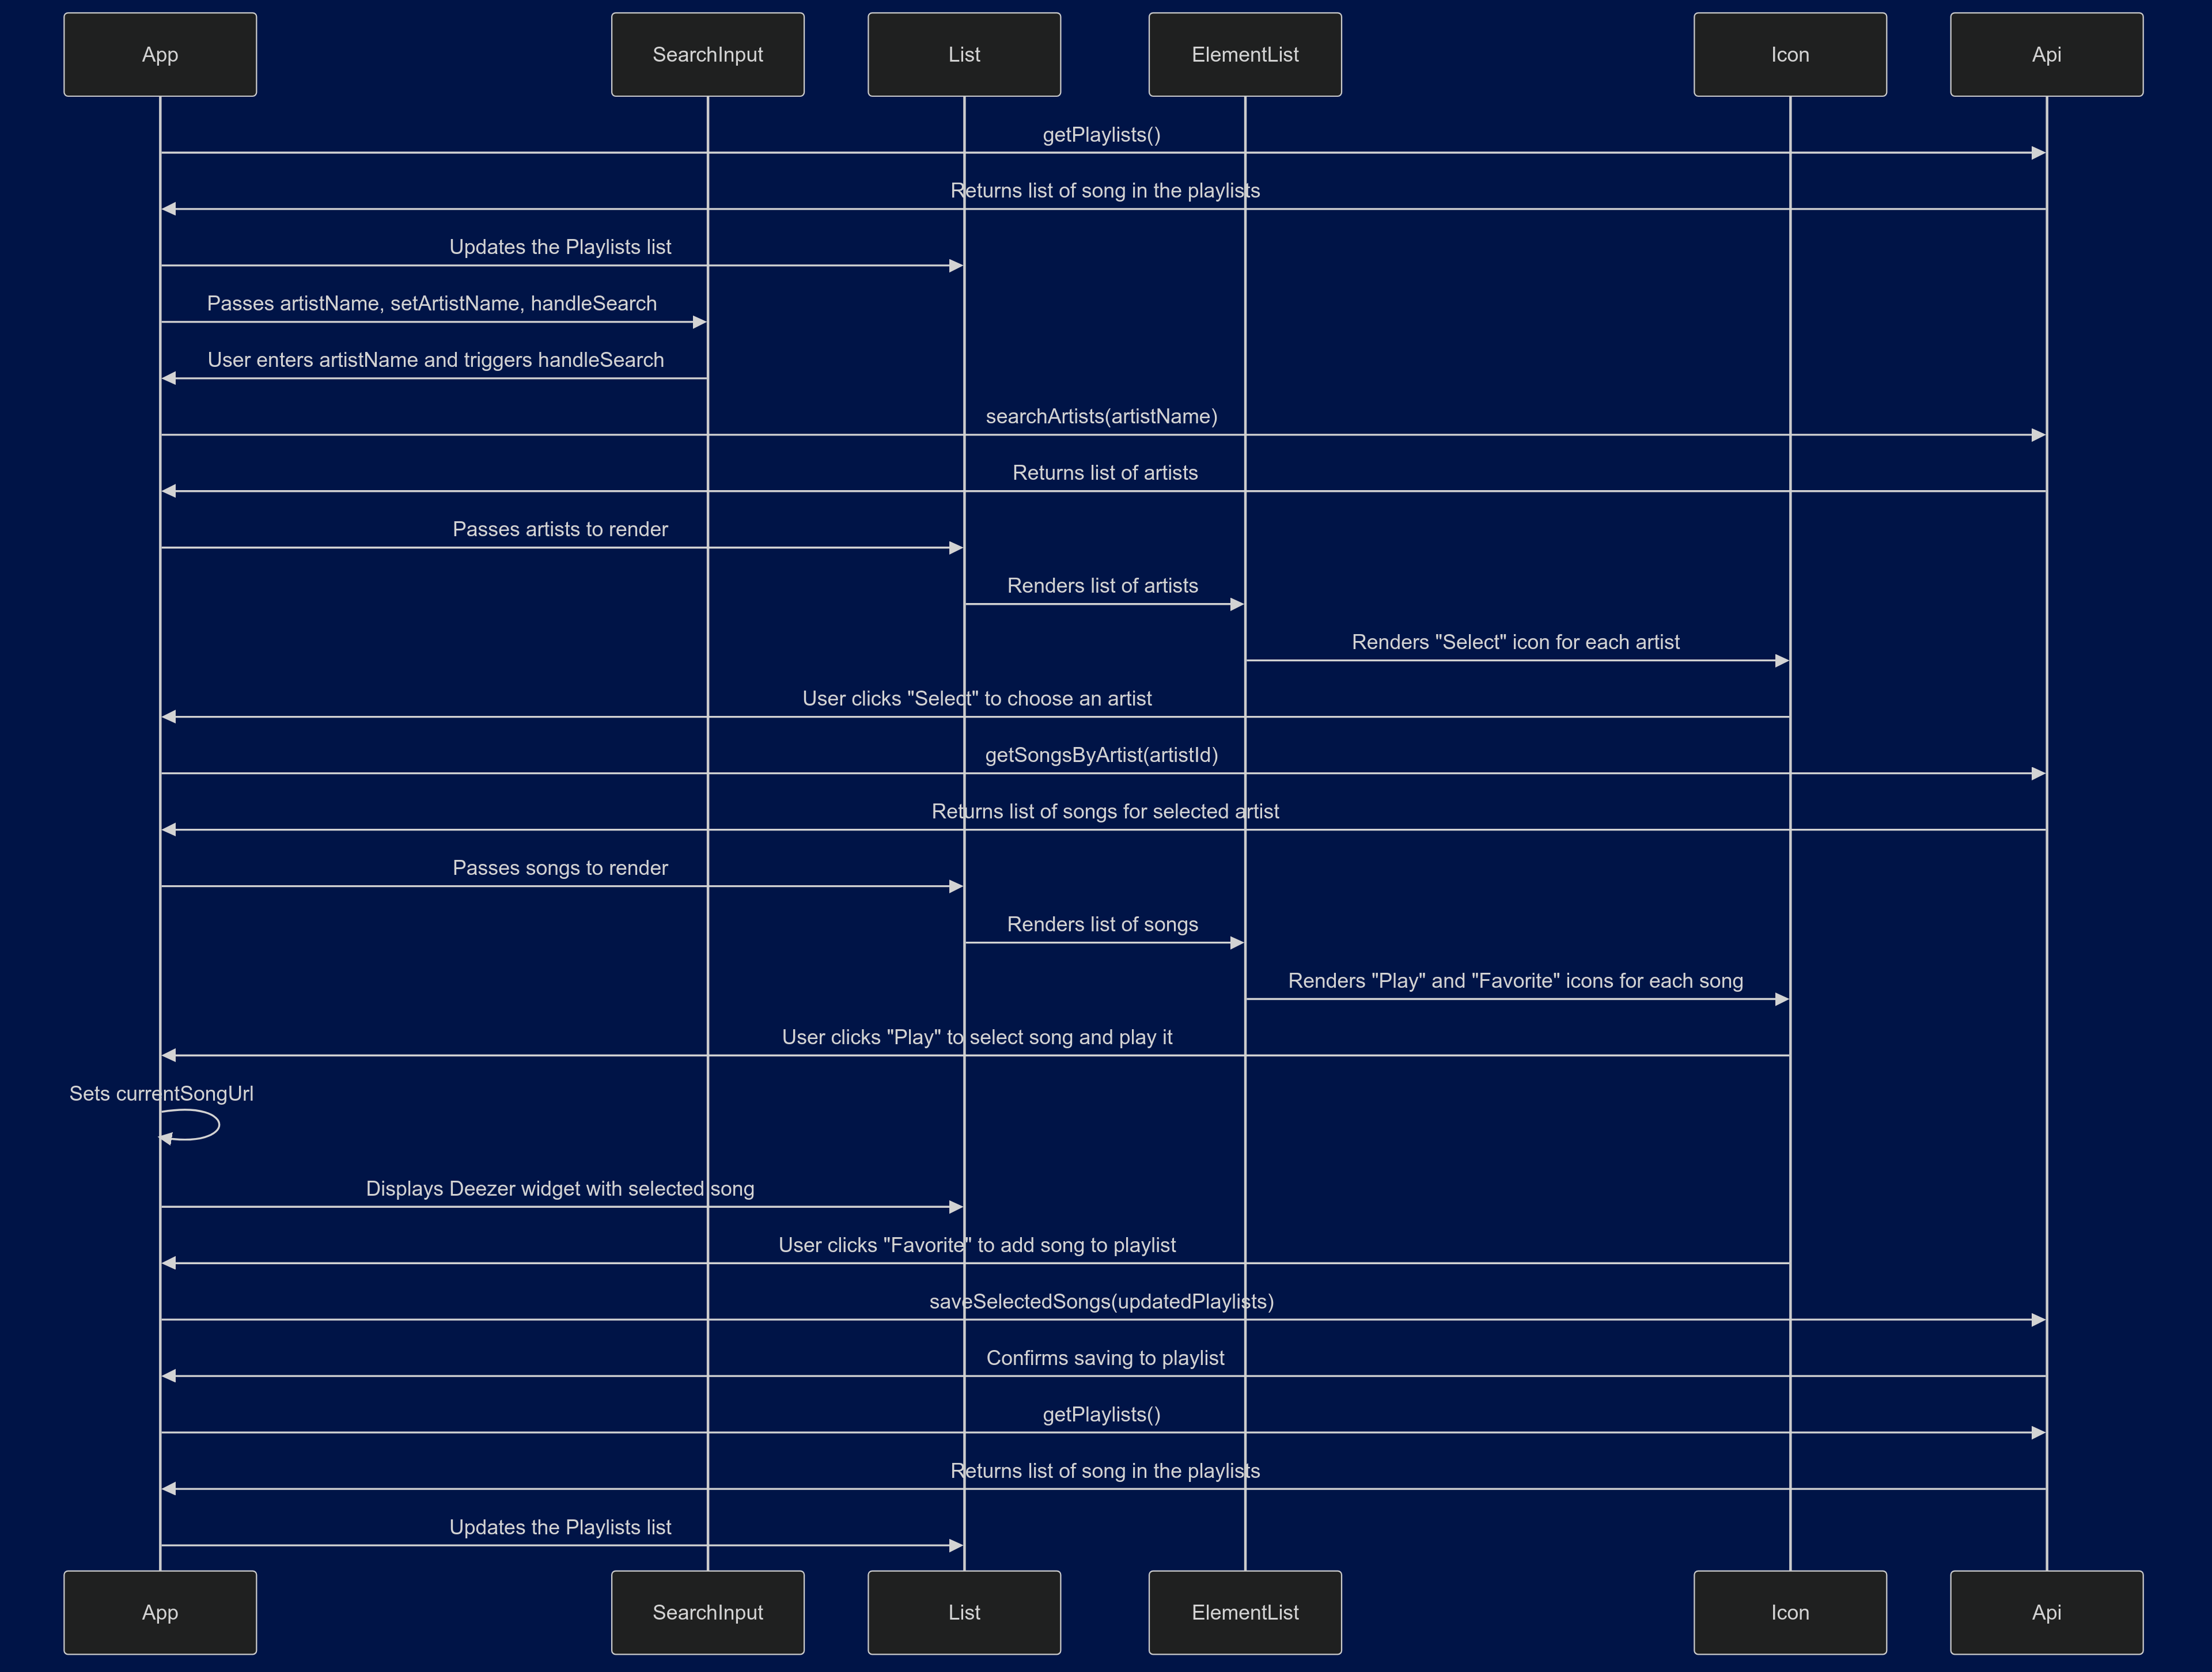 App
SearchInput
List
ElementList
Icon
Api
getPlaylists()
Returns list of song in the playlists
Updates the Playlists list
Passes artistName, setArtistName, handleSearch
User enters artistName and triggers handleSearch
searchArtists(artistName)
Returns list of artists
Passes artists to render
Renders list of artists
Renders "Select" icon for each artist
User clicks "Select" to choose an artist
getSongsByArtist(artistId)
Returns list of songs for selected artist
Passes songs to render
Renders list of songs
Renders "Play" and "Favorite" icons for each song
User clicks "Play" to select song and play it
Sets currentSongUrl
Displays Deezer widget with selected song
User clicks "Favorite" to add song to playlist
saveSelectedSongs(updatedPlaylists)
Confirms saving to playlist
getPlaylists()
Returns list of song in the playlists
Updates the Playlists list
App
SearchInput
List
ElementList
Icon
Api